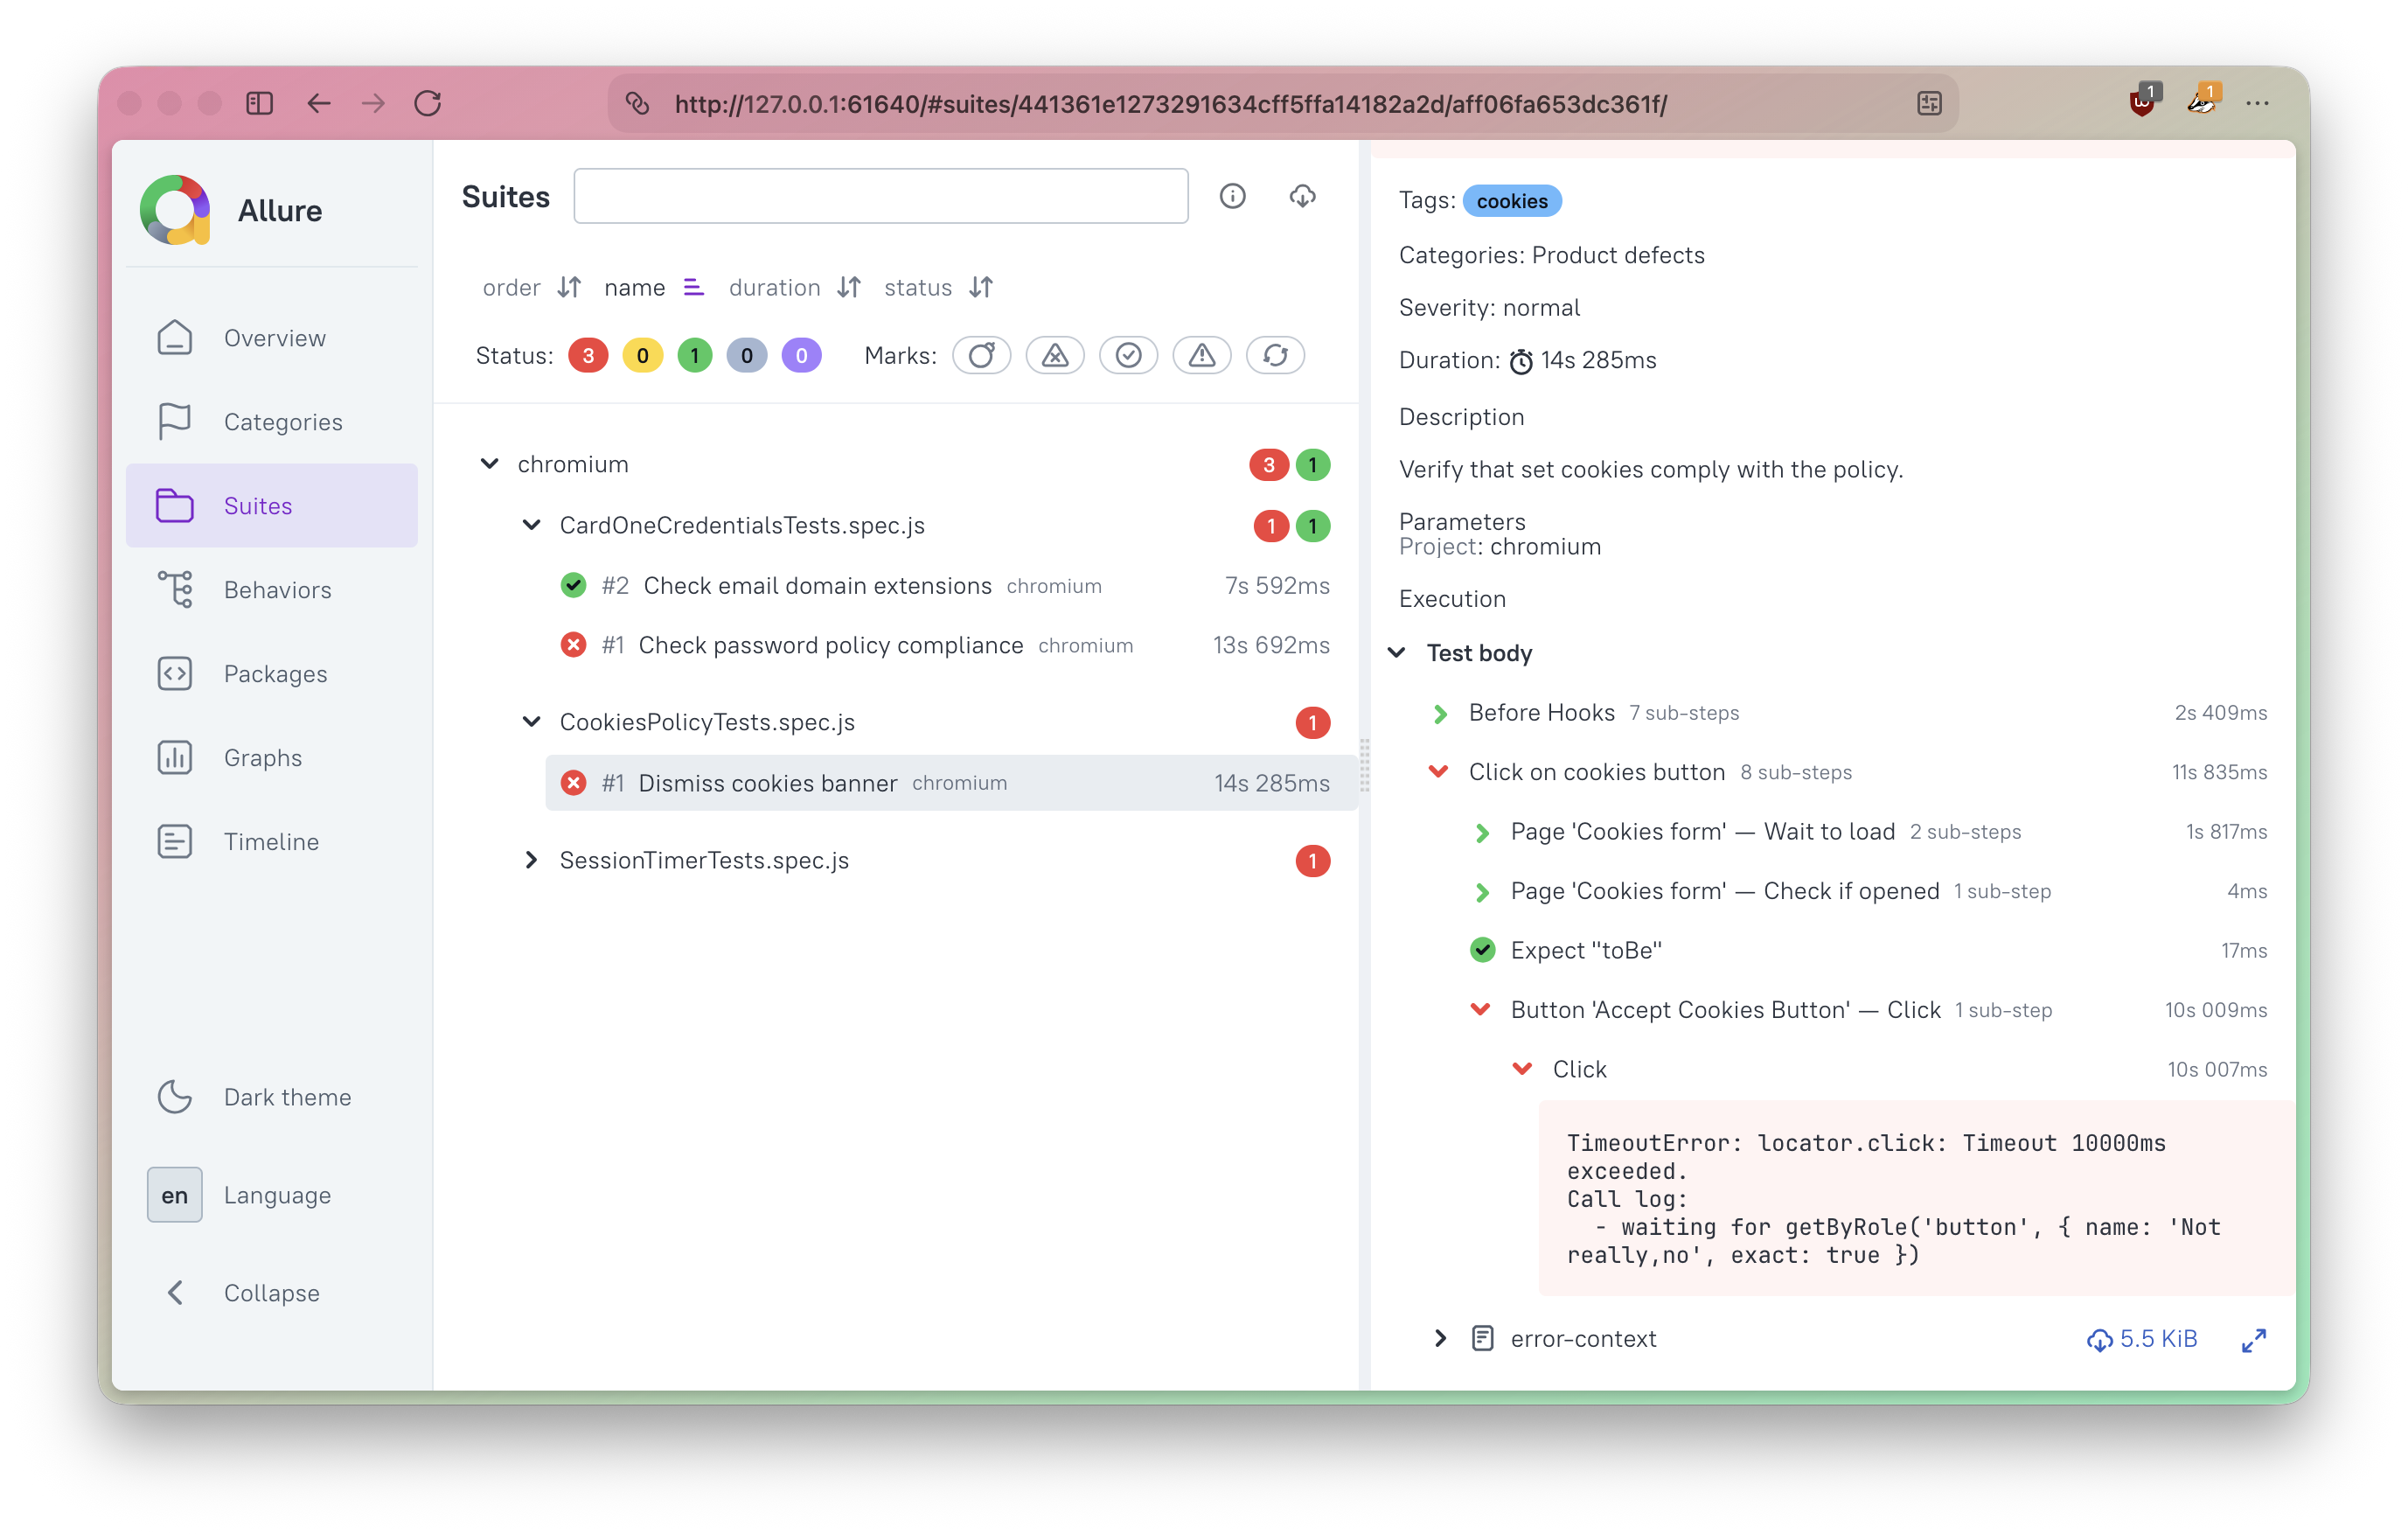 http://127.0.0.1:61640/#suites/441361e1273291634cff5ffa14182a2d/aff06fa653dc361f/
1
1
Allure
Overview
Categories
Suites
Behaviors
Packages
Graphs
Timeline
Dark theme
en Language
Collapse
Suites
order name duration status
Status: 3 0 1 0 0 Marks:
chromium 3 1
CardOneCredentialsTests.spec.js 1 1
#2 Check email domain extensions chromium 7s 592ms
#1 Check password policy compliance chromium 13s 692ms
CookiesPolicyTests.spec.js 1
#1 Dismiss cookies banner chromium 14s 285ms
SessionTimerTests.spec.js 1
Tags: cookies
Categories: Product defects
Severity: normal
Duration: 14s 285ms
Description
Verify that set cookies comply with the policy.
Parameters
Project: chromium
Execution
Test body
Before Hooks 7 sub-steps 2s 409ms
Click on cookies button 8 sub-steps 11s 835ms
Page 'Cookies form' — Wait to load 2 sub-steps 1s 817ms
Page 'Cookies form' — Check if opened 1 sub-step 4ms
Expect "toBe" 17ms
Button 'Accept Cookies Button' — Click 1 sub-step 10s 009ms
Click 10s 007ms
TimeoutError: locator.click: Timeout 10000ms
exceeded.
Call log:
- waiting for getByRole('button', { name: 'Not
really,no', exact: true })
error-context 5.5 KiB